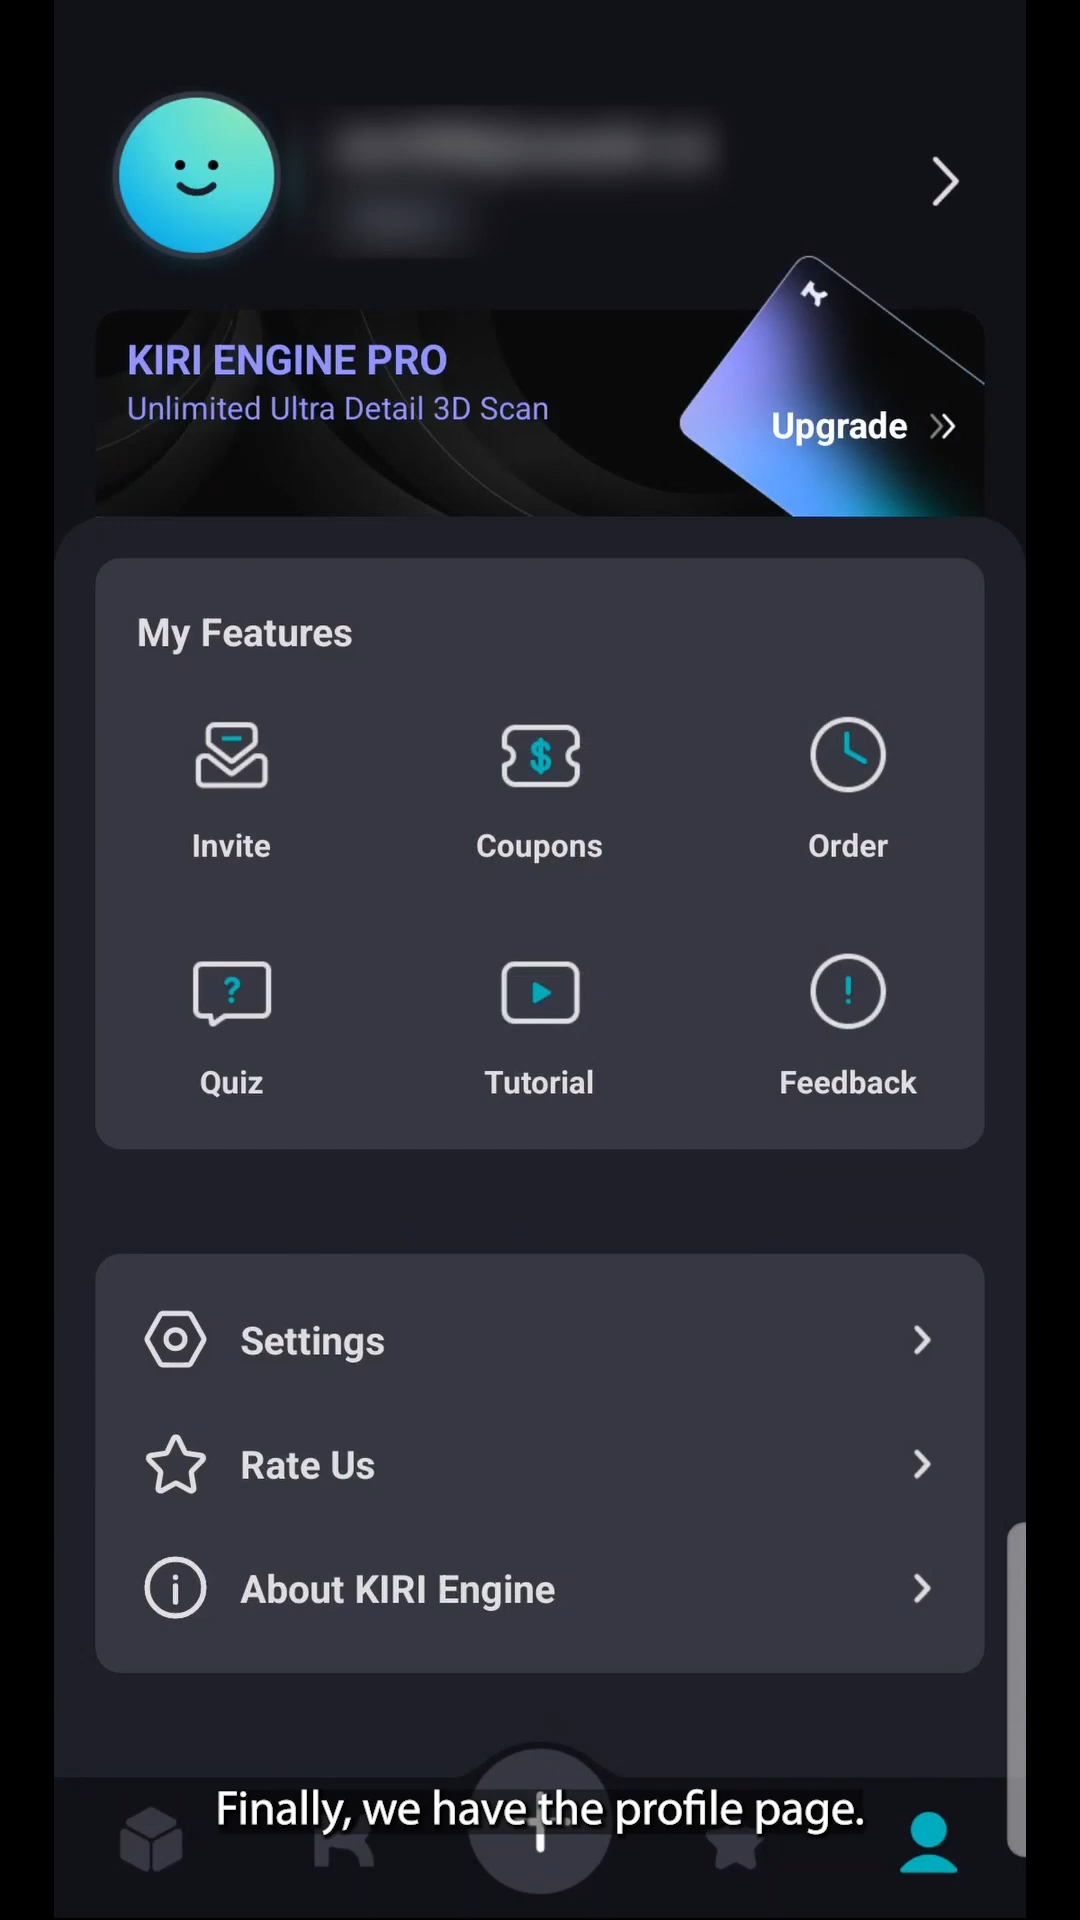 KIRI ENGINE PRO
Unlimited Ultra Detail 3D Scan
Upgrade
My Features
Invite
Coupons
Order
Quiz
Tutorial
Feedback
Settings
Rate Us
About KIRI Engine
Finally, we have the profile page.